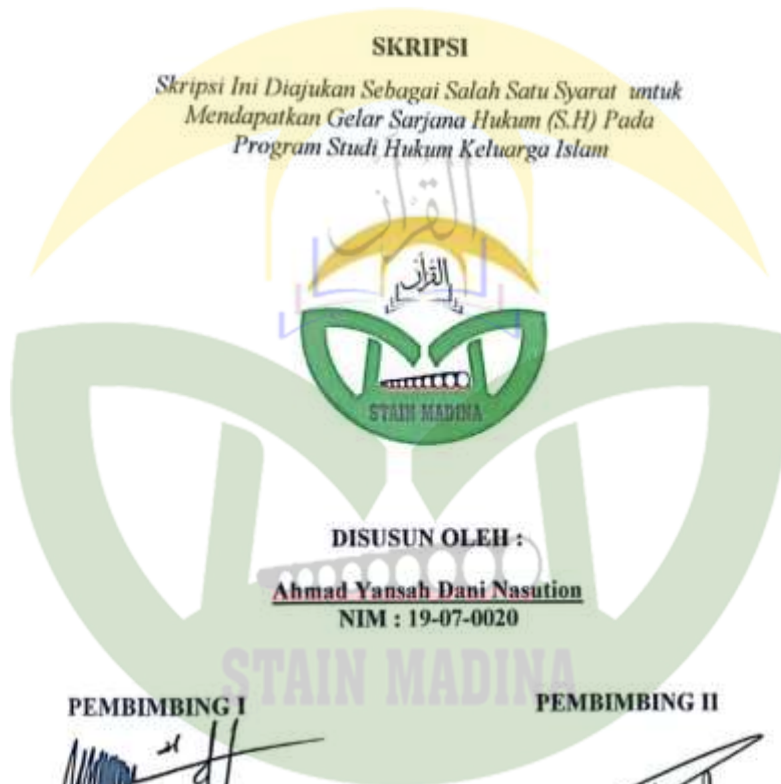 SKRIPSI
Skripsi Ini Diajukan Sebagai Salah Satu Syarat untuk
Mendapatkan Gelar Sarjana Hukum (S.H) Pada
Program Studi Hukum Keluarga Islam
القرآن
القرآن
STAIN MADINA
DISUSUN OLEH :
Ahmad Yansah Dani Nasution
NIM : 19-07-0020
STAIN MADINA
PEMBIMBING I
PEMBIMBING II